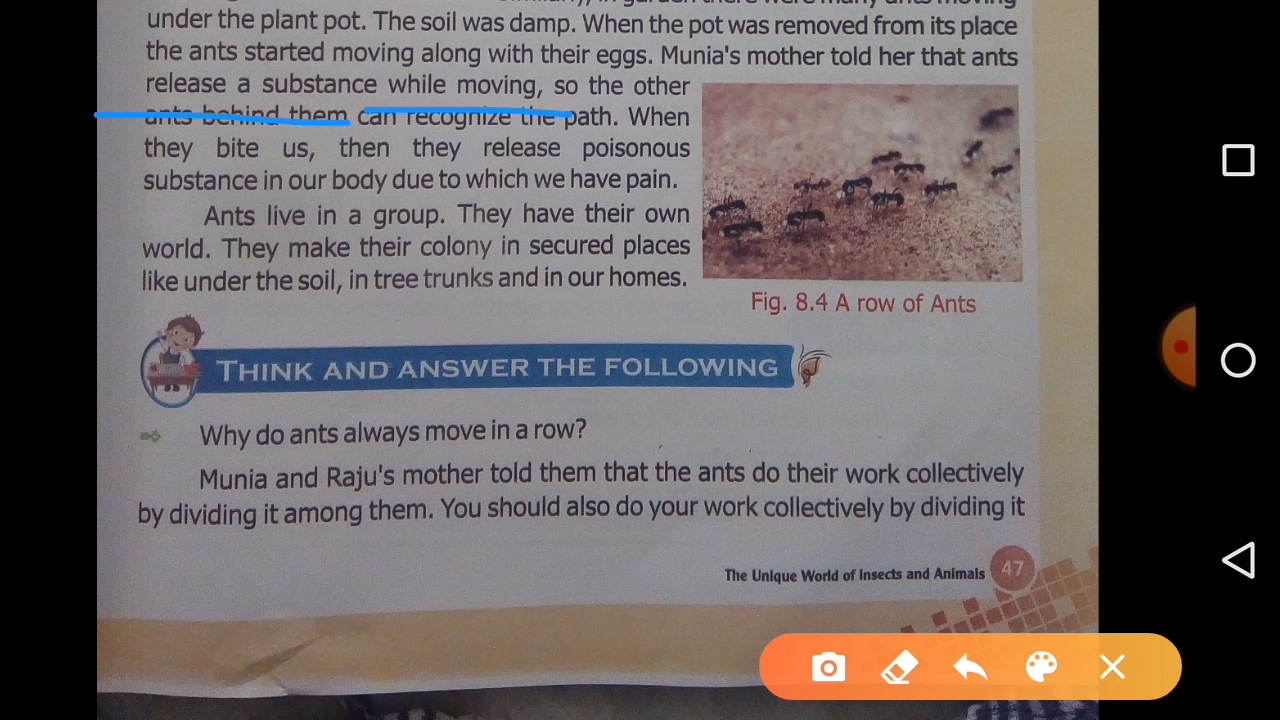 in garden there were many ants moving
under the plant pot. The soil was damp. When the pot was removed from its place
the ants started moving along with their eggs. Munia's mother told her that ants
release a substance while moving, so the other
ants behind them can recognize the path. When
they bite us, then they release poisonous
substance in our body due to which we have pain.
Ants live in a group. They have their own
world. They make their colony in secured places
like under the soil, in tree trunks and in our homes.
Fig. 8.4 A row of Ants
THINK AND ANSWER THE FOLLOWING
Why do ants always move in a row?
Munia and Raju's mother told them that the ants do their work collectively
by dividing it among them. You should also do your work collectively by dividing it
The Unique World of Insects and Animals 47